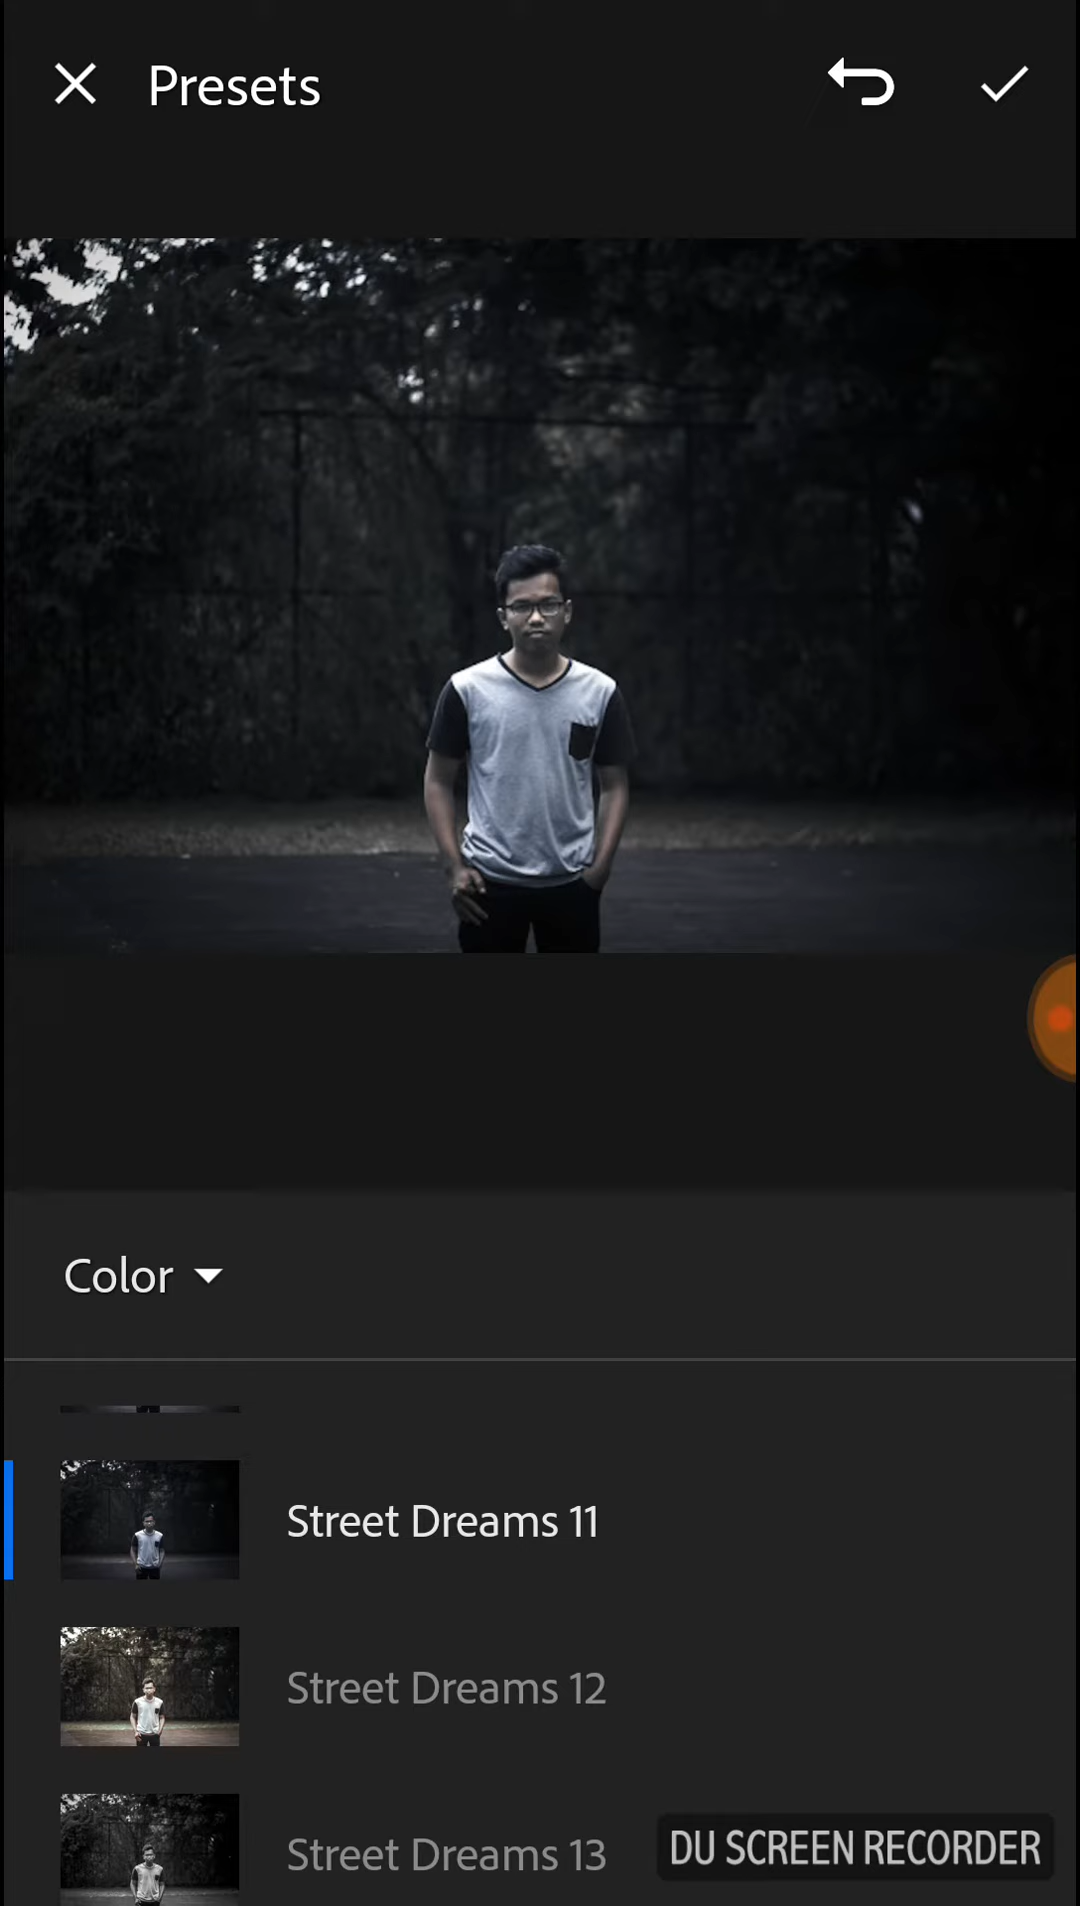 Presets
Color
Street Dreams 11
Street Dreams 12
Street Dreams 13
DU SCREEN RECORDER